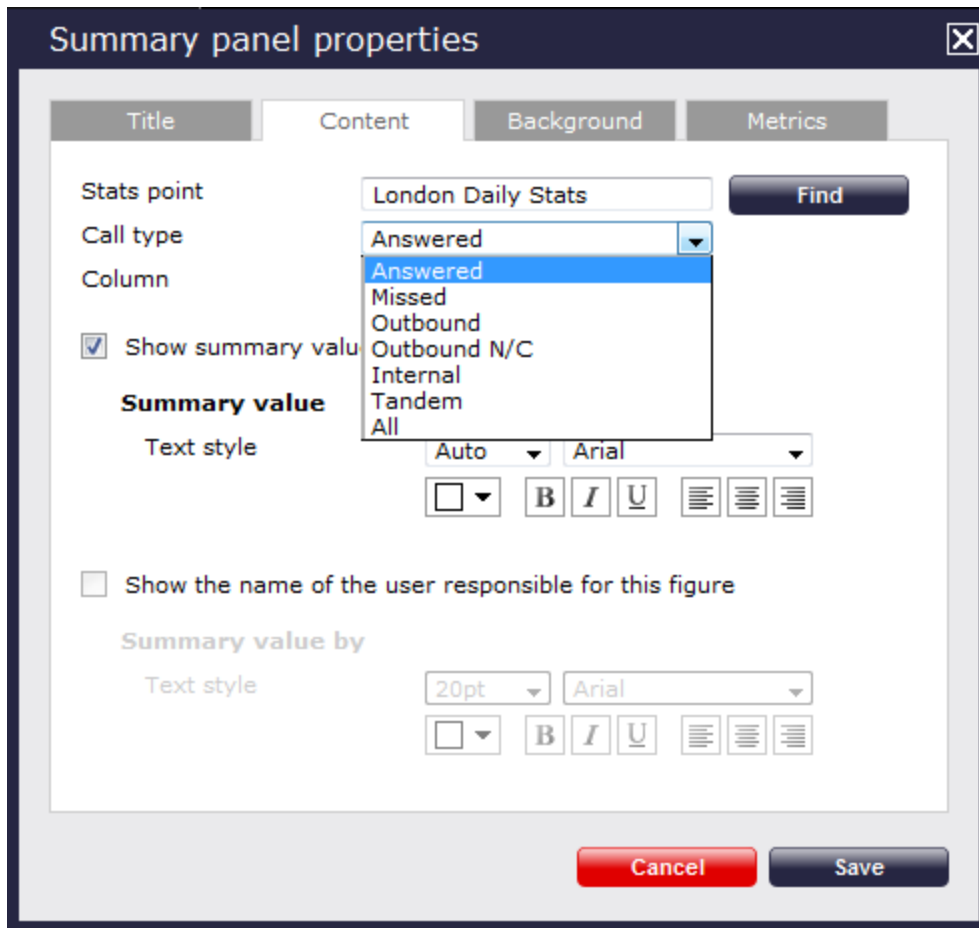 Summary panel properties
Title Content Background Metrics
Stats point London Daily Stats Find
Call type Answered
Column Answered
Missed
Outbound
Show summary valu Outbound N/C
Internal
Summary value Tandem
All
Text style Auto Arial
B I U
Show the name of the user responsible for this figure
Summary value by
Text style 20pt Arial
B I U
Cancel Save